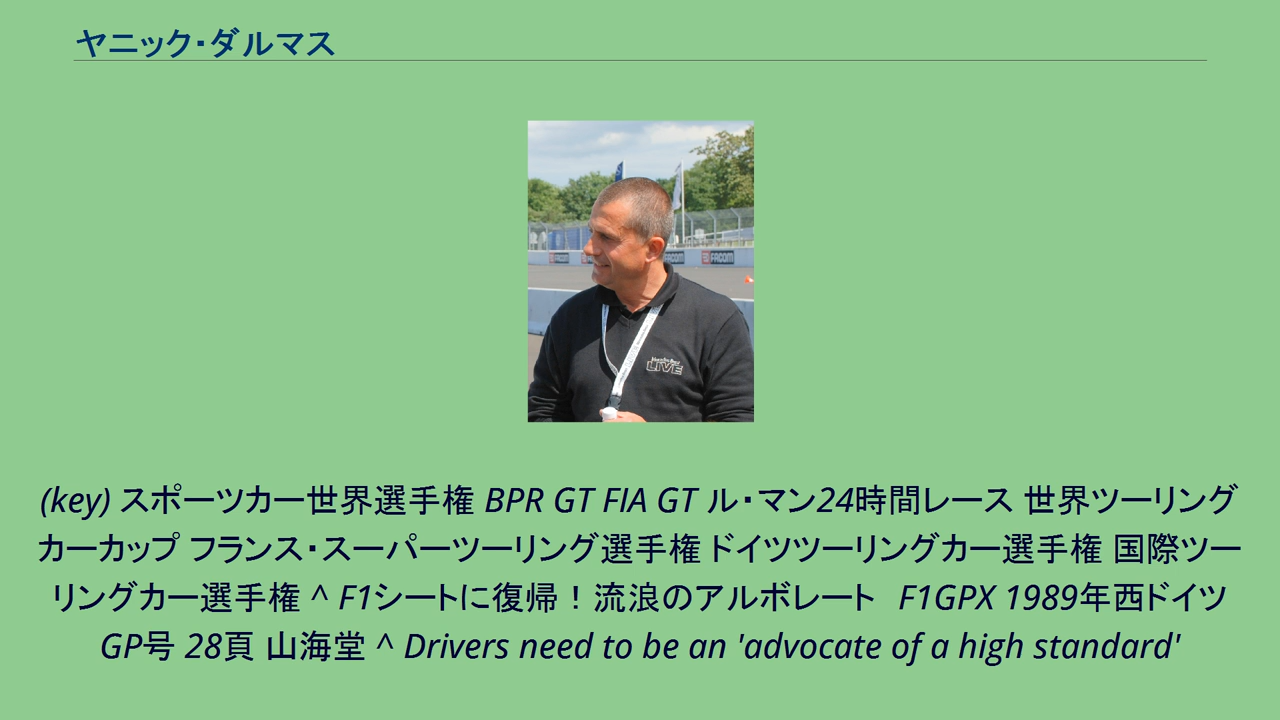 ヤニック・ダルマス
FACOM
FACOM
LIVE
(key) スポーツカー世界選手権 BPR GT FIA GT ル・マン24時間レース 世界ツーリング
カーカップ フランス・スーパーツーリング選手権 ドイツツーリングカー選手権 国際ツー
リングカー選手権 ^ F1シートに復帰！流浪のアルボレート F1GPX 1989年西ドイツ
GP号 28頁 山海堂 ^ Drivers need to be an 'advocate of a high standard'